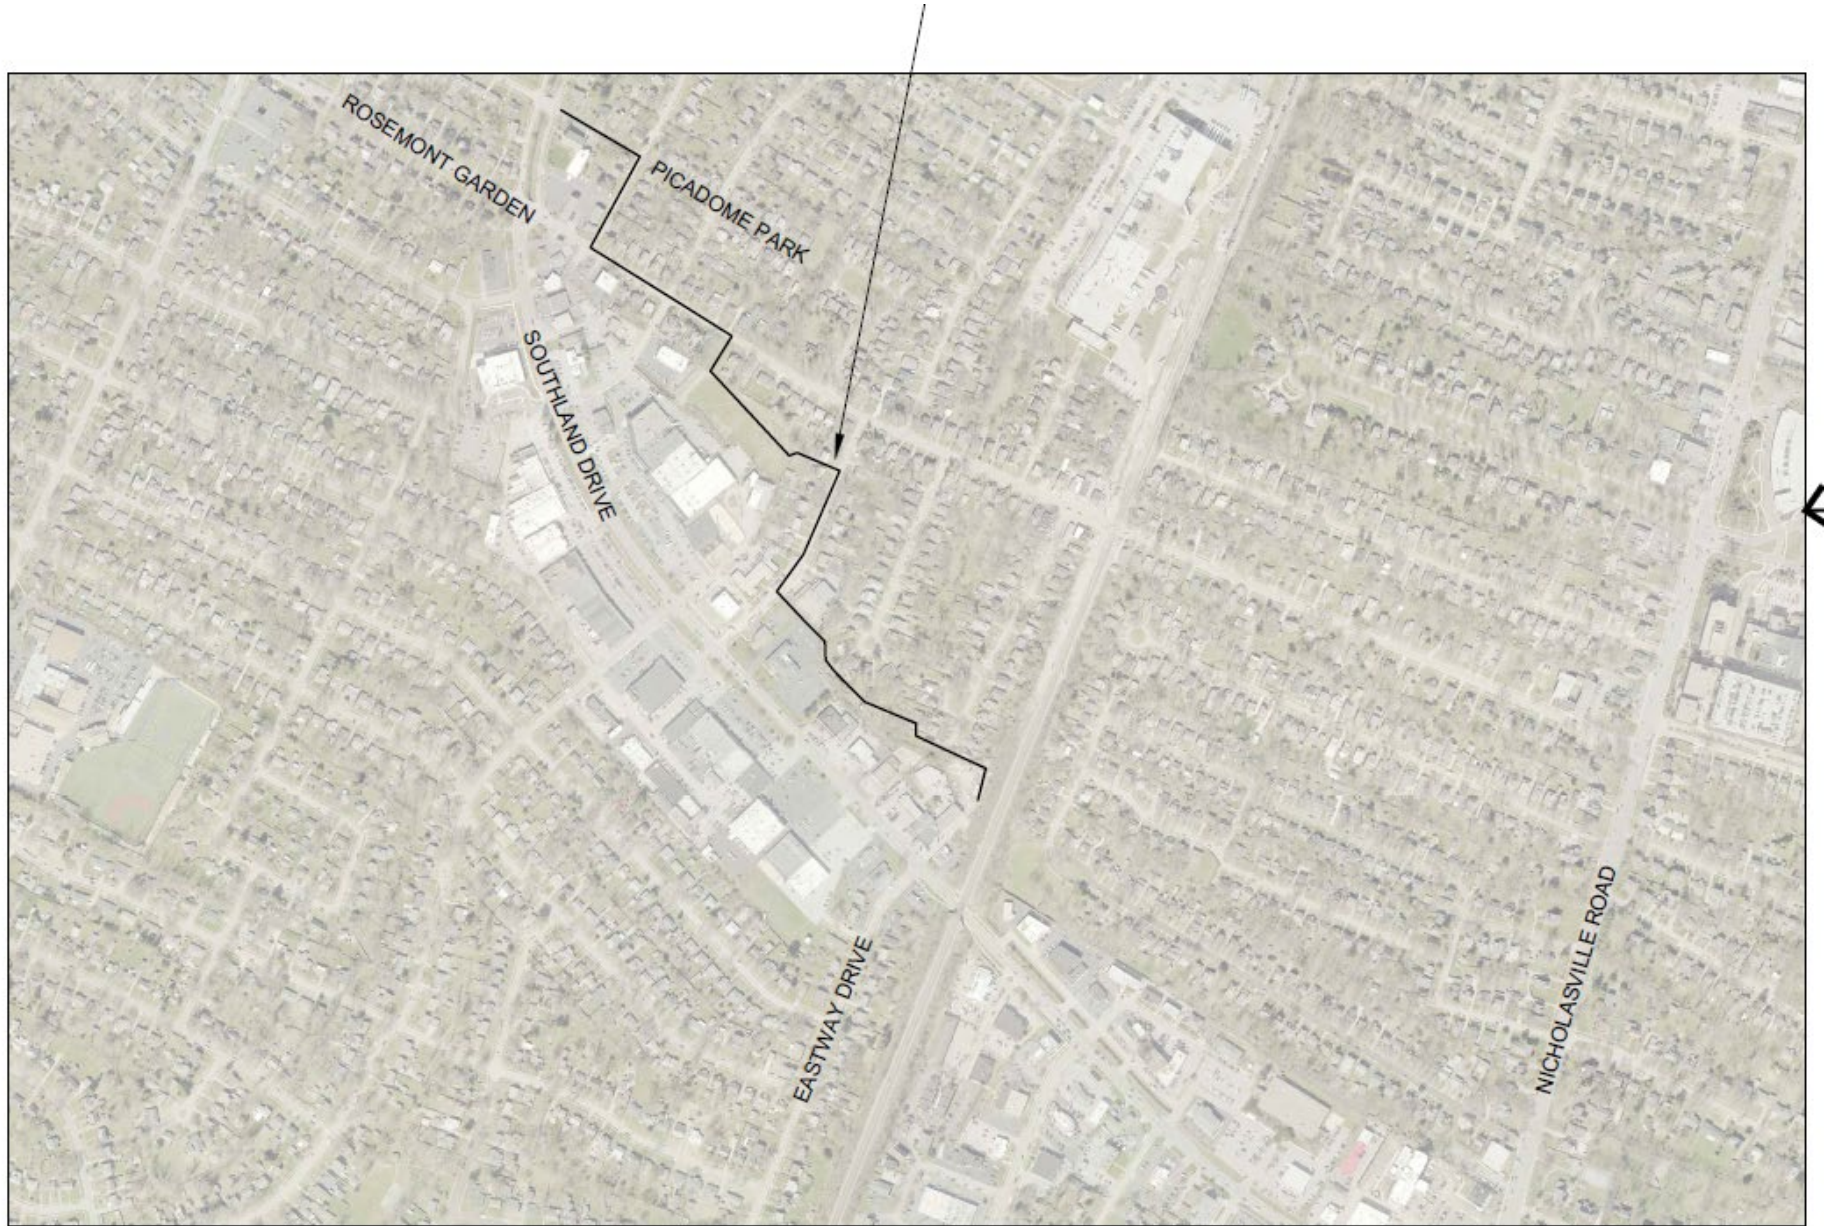 ROSEMONT GARDEN
PICADOME PARK
SOUTHLAND DRIVE
EASTWAY DRIVE
NICHOLASVILLE ROAD